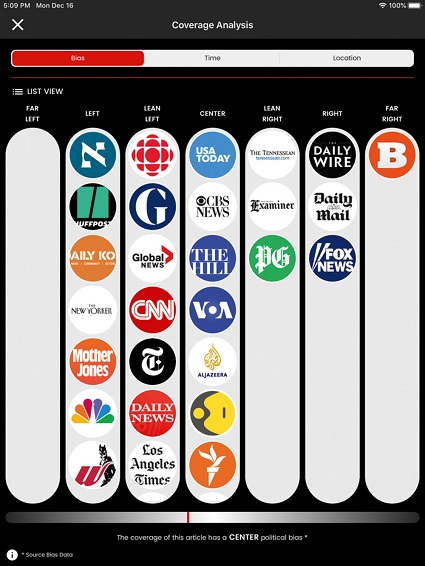 5:09 PM Mon Dec 16
100%
Coverage Analysis
Bias
Time
Location
LIST VIEW
FAR LEFT
LEFT
LEAN LEFT
CENTER
LEAN RIGHT
RIGHT
FAR RIGHT
USA TODAY
THE TENNESSEAN
tennessean.com
THE DAILY WIRE
B
HUFFPOST
G
CBS NEWS
Examiner
Daily Mail
AILY KO
Global NEWS
THE HILL
PG
FOX NEWS
THE NEW YORKER
CNN
VOA
Mother Jones
T
ALJAZEERA
DAILY NEWS
W
Los Angeles Times
The coverage of this article has a CENTER political bias *
i * Source Bias Data